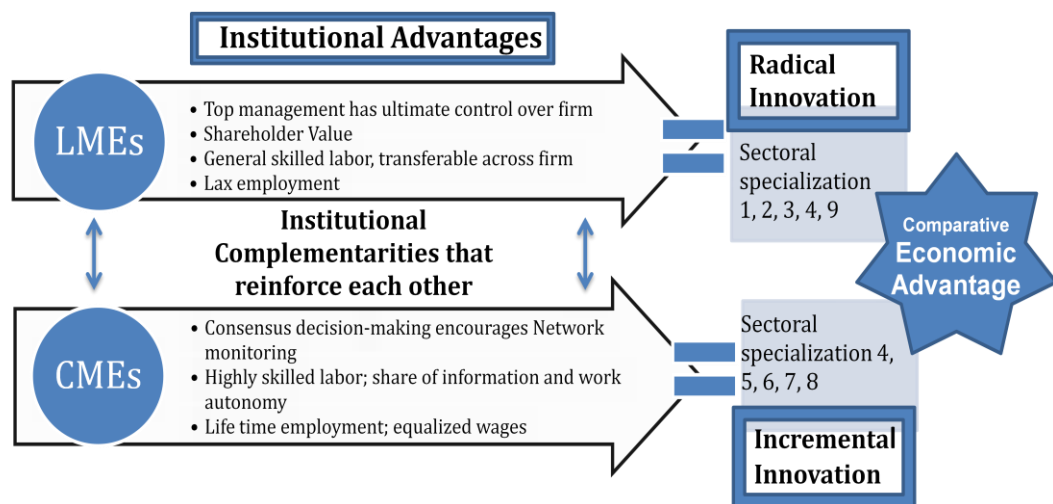 Institutional Advantages
LMEs
• Top management has ultimate control over firm
• Shareholder Value
• General skilled labor, transferable across firm
• Lax employment
Radical
Innovation
Sectoral
specialization
1, 2, 3, 4, 9
Institutional
Complementarities that
reinforce each other
Comparative
Economic
Advantage
CMEs
• Consensus decision-making encourages Network
monitoring
• Highly skilled labor; share of information and work
autonomy
• Life time employment; equalized wages
Sectoral
specialization 4,
5, 6, 7, 8
Incremental
Innovation